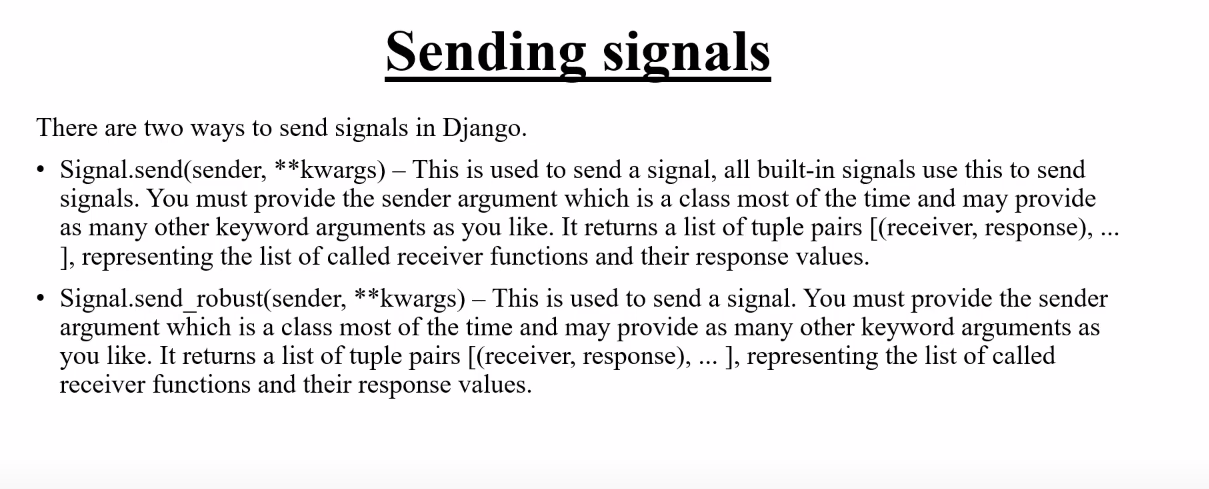 Sending signals
There are two ways to send signals in Django.
• Signal.send(sender, **kwargs) – This is used to send a signal, all built-in signals use this to send
signals. You must provide the sender argument which is a class most of the time and may provide
as many other keyword arguments as you like. It returns a list of tuple pairs [(receiver, response), ...
], representing the list of called receiver functions and their response values.
• Signal.send_robust(sender, **kwargs) – This is used to send a signal. You must provide the sender
argument which is a class most of the time and may provide as many other keyword arguments as
you like. It returns a list of tuple pairs [(receiver, response), ... ], representing the list of called
receiver functions and their response values.